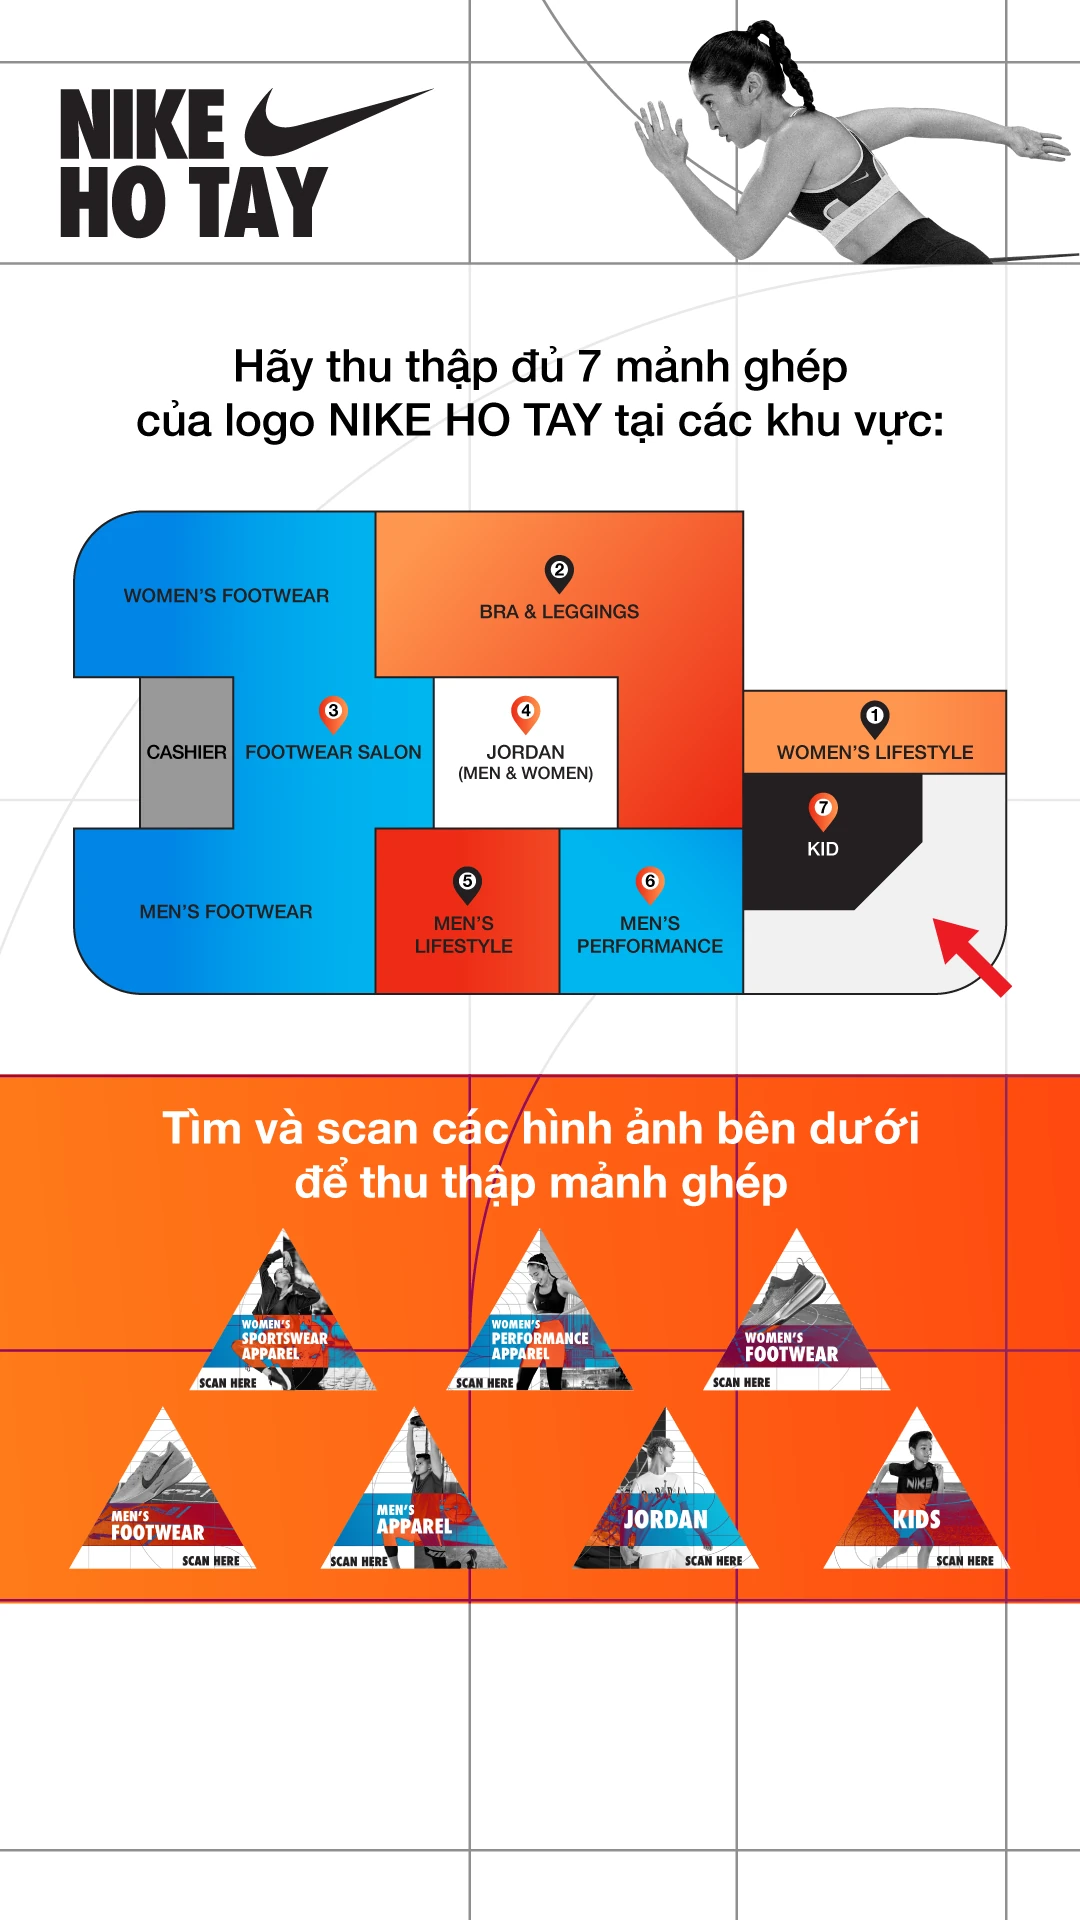 NIKE
HO TAY
Hãy thu thập đủ 7 mảnh ghép
của logo NIKE HO TAY tại các khu vực:
2
WOMEN'S FOOTWEAR
BRA & LEGGINGS
3
4
1
CASHIER
FOOTWEAR SALON
JORDAN
(MEN & WOMEN)
WOMEN'S LIFESTYLE
7
KID
5
6
MEN'S FOOTWEAR
MEN'S
LIFESTYLE
MEN'S
PERFORMANCE
Tìm và scan các hình ảnh bên dưới
để thu thập mảnh ghép
WOMEN'S
SPORTSWEAR
APPAREL
SCAN HERE
WOMEN'S
PERFORMANCE
APPAREL
SCAN HERE
WOMEN'S
FOOTWEAR
SCAN HERE
MEN'S
FOOTWEAR
SCAN HERE
MEN'S
APPAREL
SCAN HERE
JORDAN
SCAN HERE
NIKE
KIDS
SCAN HERE